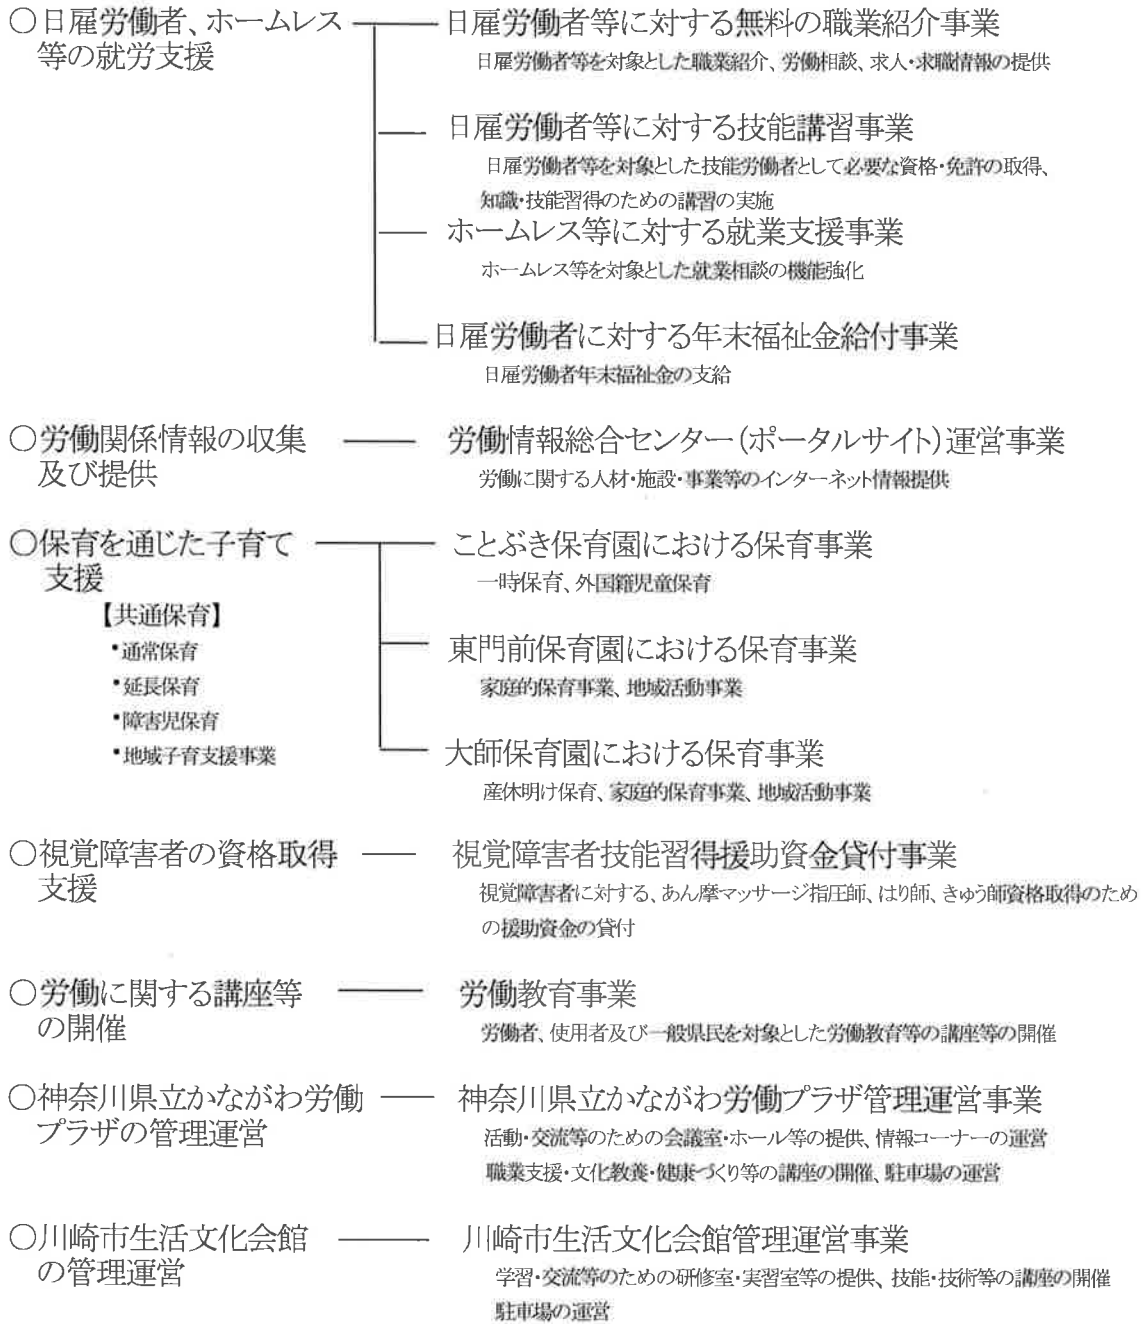 ○日雇労働者、ホームレス
等の就労支援
日雇労働者等に対する無料の職業紹介事業
日雇労働者等を対象とした職業紹介、労働相談、求人・求職情報の提供
日雇労働者等に対する技能講習事業
日雇労働者等を対象とした技能労働者として必要な資格・免許の取得、
知識・技能習得のための講習の実施
ホームレス等に対する就業支援事業
ホームレス等を対象とした就業相談の機能強化
日雇労働者に対する年末福祉金給付事業
日雇労働者年末福祉金の支給
○労働関係情報の収集
及び提供
労働情報総合センター(ポータルサイト)運営事業
労働に関する人材・施設・事業等のインターネット情報提供
○保育を通じた子育て
支援
【共通保育】
・通常保育
・延長保育
・障害児保育
・地域子育支援事業
ことぶき保育園における保育事業
一時保育、外国籍児童保育
東門前保育園における保育事業
家庭的保育事業、地域活動事業
大師保育園における保育事業
産休明け保育、家庭的保育事業、地域活動事業
○視覚障害者の資格取得
支援
視覚障害者技能習得援助資金貸付事業
視覚障害者に対する、あん摩マッサージ指圧師、はり師、きゅう師資格取得のため
の援助資金の貸付
○労働に関する講座等
の開催
労働教育事業
労働者、使用者及び一般県民を対象とした労働教育等の講座等の開催
○神奈川県立かながわ労働
プラザの管理運営
神奈川県立かながわ労働プラザ管理運営事業
活動・交流等のための会議室・ホール等の提供、情報コーナーの運営
職業支援・文化教養・健康づくり等の講座の開催、駐車場の運営
○川崎市生活文化会館
の管理運営
川崎市生活文化会館管理運営事業
学習・交流等のための研修室・実習室等の提供、技能・技術等の講座の開催
駐車場の運営